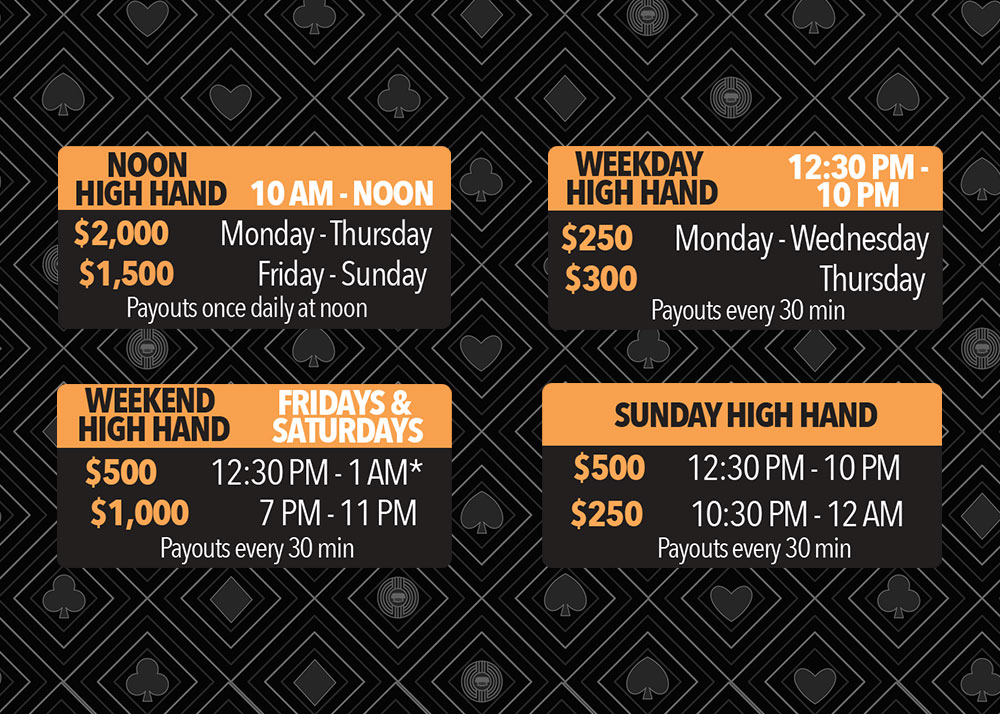 NOON
HIGH HAND 10 AM - NOON
$2,000 Monday - Thursday
$1,500 Friday - Sunday
Payouts once daily at noon
WEEKDAY
HIGH HAND
12:30 PM -
10 PM
$250 Monday - Wednesday
$300 Thursday
Payouts every 30 min
WEEKEND
HIGH HAND
FRIDAYS &
SATURDAYS
$500 12:30 PM - 1 AM*
$1,000 7 PM - 11 PM
Payouts every 30 min
SUNDAY HIGH HAND
$500 12:30 PM - 10 PM
$250 10:30 PM - 12 AM
Payouts every 30 min